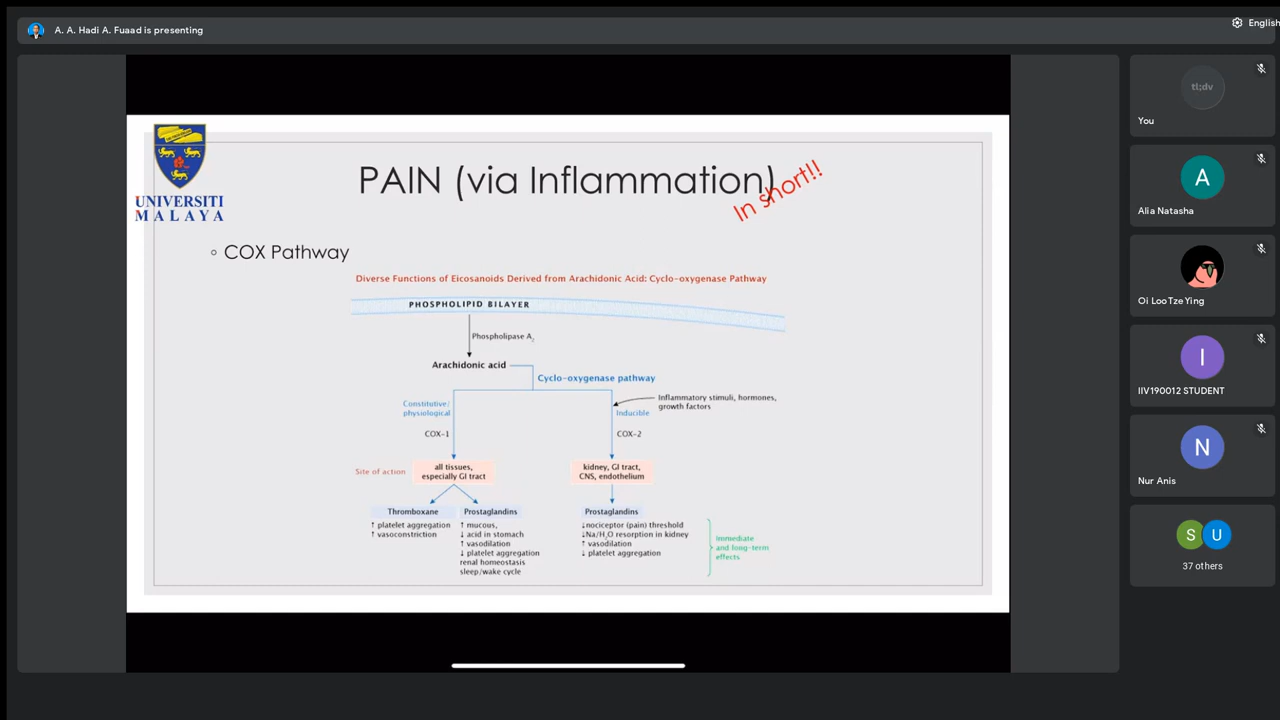 A. A. Hadi A. Fuaad is presenting
English
UNIVERSITI
MALAYA
PAIN (via Inflammation)
In short!!
COX Pathway
Diverse Functions of Eicosanoids Derived from Arachidonic Acid: Cyclo-oxygenase Pathway
PHOSPHOLIPID BILAYER
Phospholipase A2
Arachidonic acid
Cyclo-oxygenase pathway
Constitutive/
physiological
COX-1
Inflammatory stimuli, hormones,
growth factors
Inducible
COX-2
Site of action
all tissues,
especially GI tract
kidney, GI tract,
CNS, endothelium
Thromboxane
↑ platelet aggregation
↑ vasoconstriction
Prostaglandins
↑ mucous,
↓ acid in stomach
↑ vasodilation
↓ platelet aggregation
renal homeostasis
sleep/wake cycle
Prostaglandins
↓nociceptor (pain) threshold
↓Na/H2O resorption in kidney
↑ vasodilation
↓ platelet aggregation
Immediate
and long-term
effects
tl;dv
You
A
Alia Natasha
Oi Loo Tze Ying
I
IIV190012 STUDENT
N
Nur Anis
S U
37 others